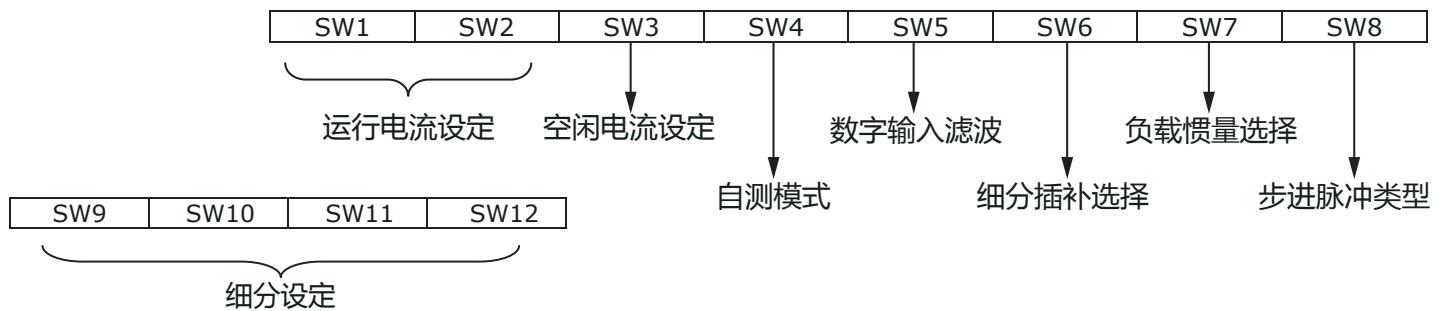 SW1 SW2 SW3 SW4 SW5 SW6 SW7 SW8
运行电流设定 空闲电流设定 数字输入滤波 负载惯量选择
自测模式 细分插补选择 步进脉冲类型
SW9 SW10 SW11 SW12
细分设定